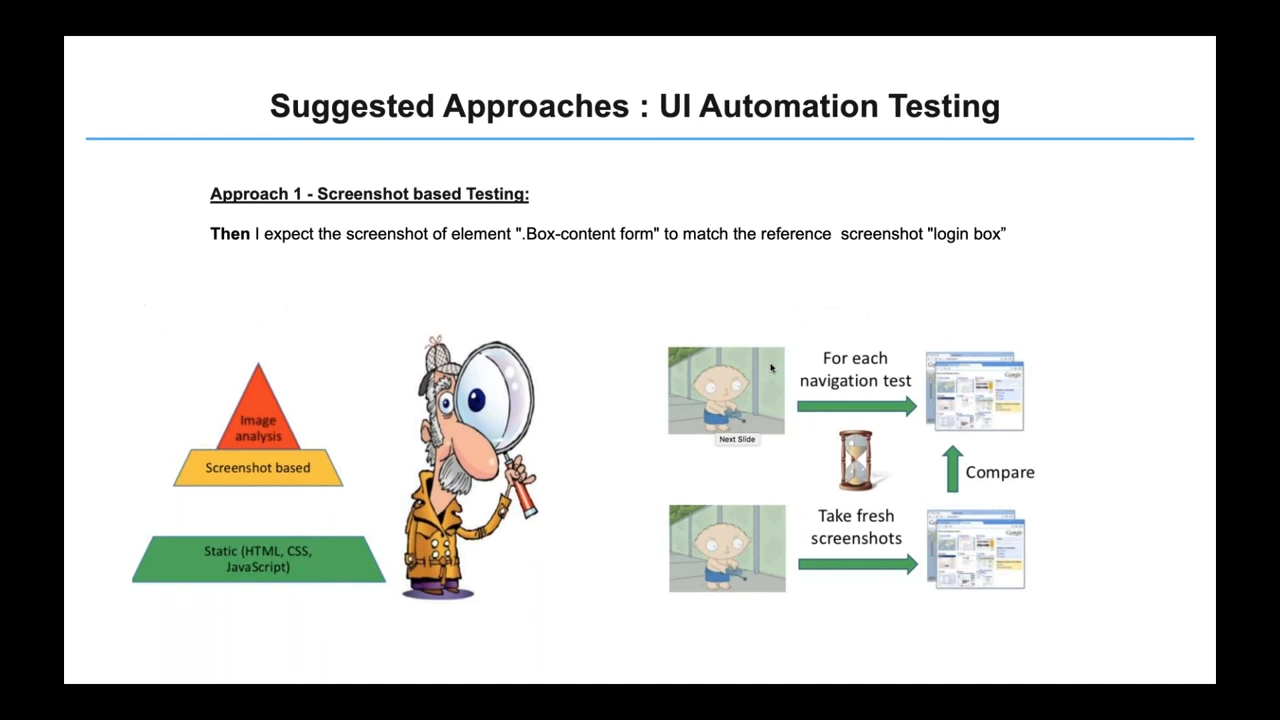 Suggested Approaches : UI Automation Testing
Approach 1 - Screenshot based Testing:
Then I expect the screenshot of element ".Box-content form" to match the reference  screenshot "login box”
Image
analysis
Screenshot based
Static (HTML, CSS,
JavaScript)
For each
navigation test
Next Slide
Compare
Take fresh
screenshots
Google